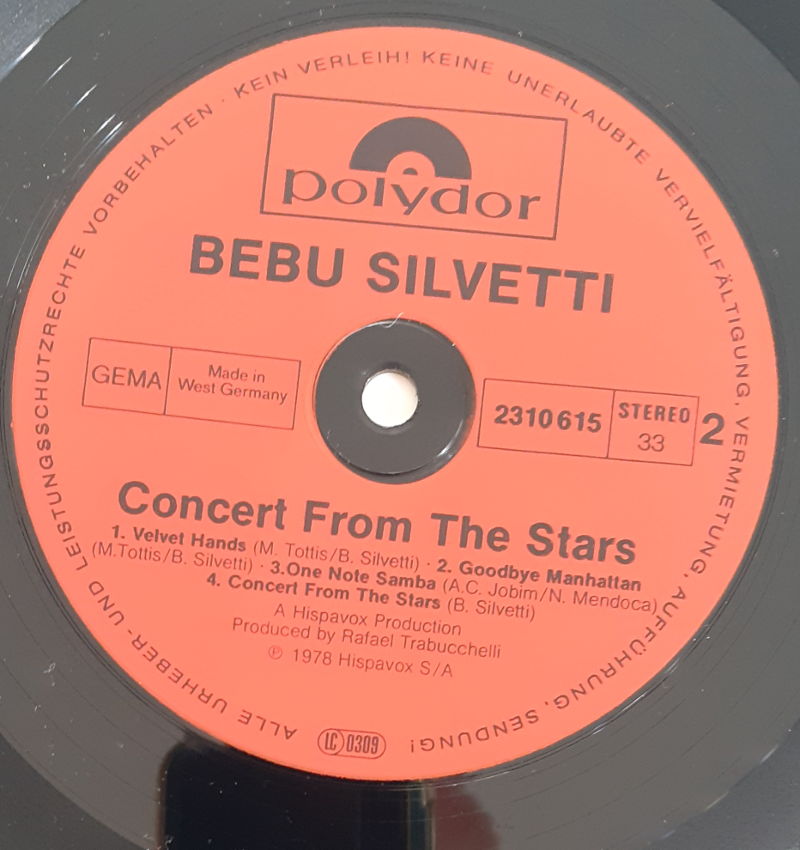 ALLE URHEBER- UND LEISTUNGSSCHUTZRECHTE VORBEHALTEN · KEIN VERLEIH! KEINE UNERLAUBTE VERVIELFÄLTIGUNG, VERMIETUNG, AUFFÜHRUNG, SENDUNG!
polydor
BEBU SILVETTI
GEMA
Made in
West-Germany
2310615
STEREO
33
2
Concert From The Stars
1. Velvet Hands (M. Tottis/B. Silvetti) · 2. Goodbye Manhattan
(M.Tottis/B. Silvetti) · 3.One Note Samba (A.C. Jobim/N. Mendoca)
4. Concert From The Stars (B. Silvetti)
A Hispavox Production
Produced by Rafael Trabucchelli
℗ 1978 Hispavox S/A
LC 0309